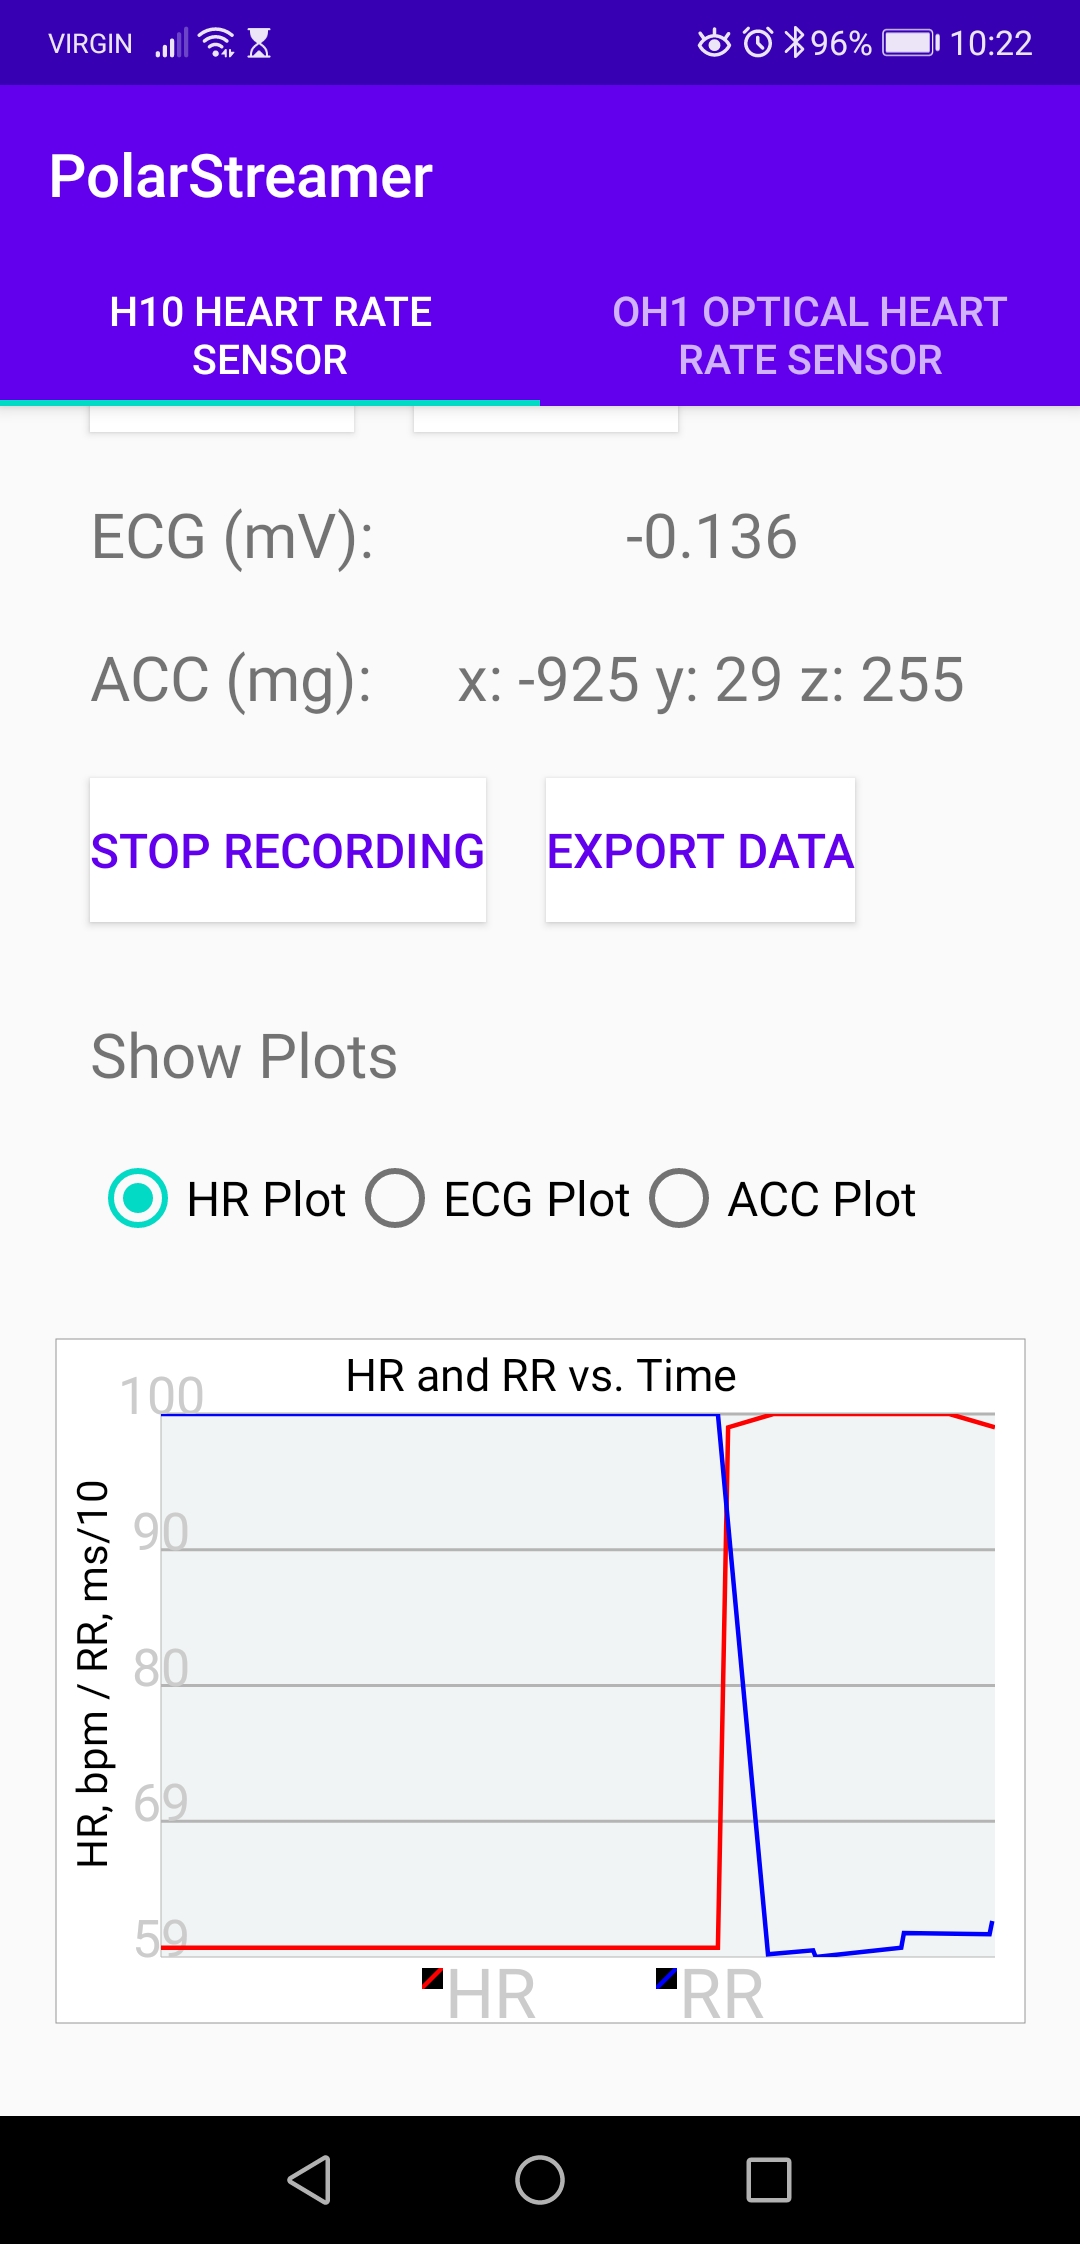 VIRGIN 96% 10:22
PolarStreamer
H10 HEART RATE
SENSOR
OH1 OPTICAL HEART
RATE SENSOR
ECG (mV): -0.136
ACC (mg): x: -925 y: 29 z: 255
STOP RECORDING EXPORT DATA
Show Plots
HR Plot ECG Plot ACC Plot
HR and RR vs. Time
HR, bpm / RR, ms/10
100
90
80
69
59
HR RR